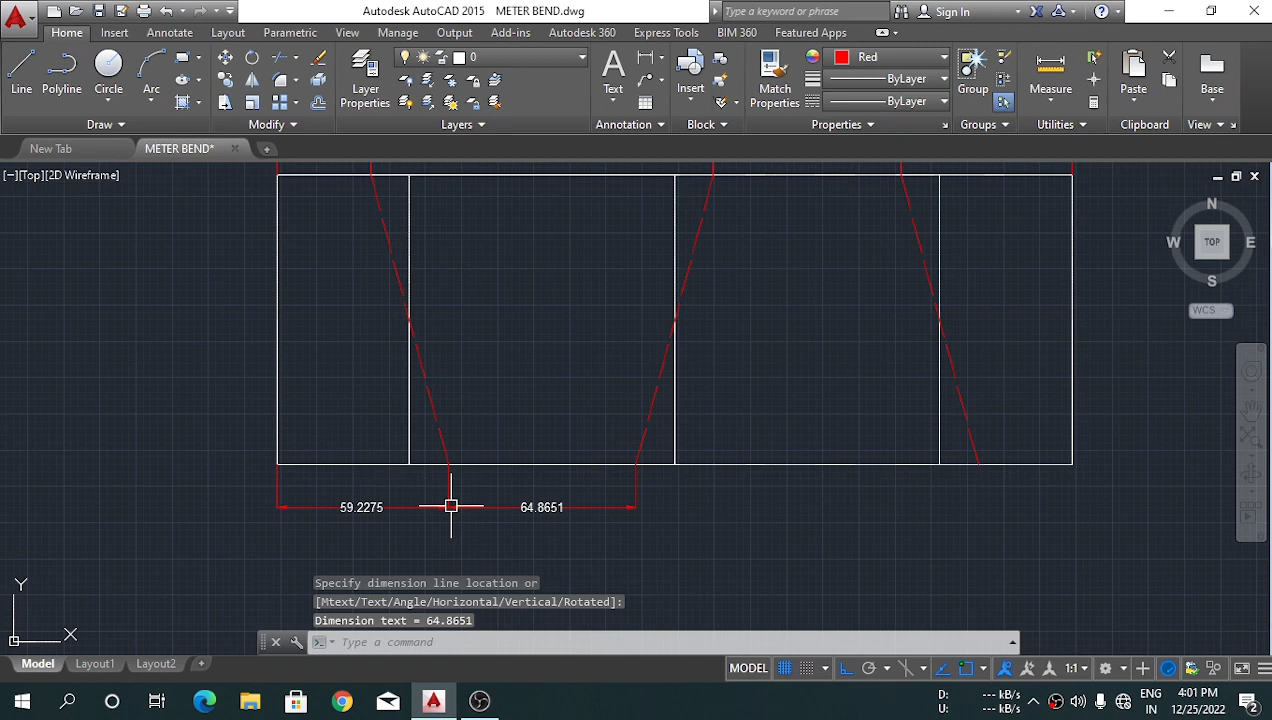 Autodesk AutoCAD 2015 METER BEND.dwg
Type a keyword or phrase
Sign In
Home Insert Annotate Layout Parametric View Manage Output Add-ins Autodesk 360 Express Tools BIM 360 Featured Apps
0
Red
ByLayer
ByLayer
Line Polyline Circle Arc
Layer Properties
Text
Insert
Match Properties
Group
Measure
Paste
Base
Draw Modify Layers Annotation Block Properties Groups Utilities Clipboard View
New Tab METER BEND*
[−][Top][2D Wireframe]
N
W TOP E
S
WCS
59.2275 64.8651
Specify dimension line location or
[Mtext/Text/Angle/Horizontal/Vertical/Rotated]:
Dimension text = 64.8651
Y
X
Type a command
Model Layout1 Layout2 +
MODEL 1:1
D: --- kB/s
U: --- kB/s
ENG
IN
4:01 PM
12/25/2022
2